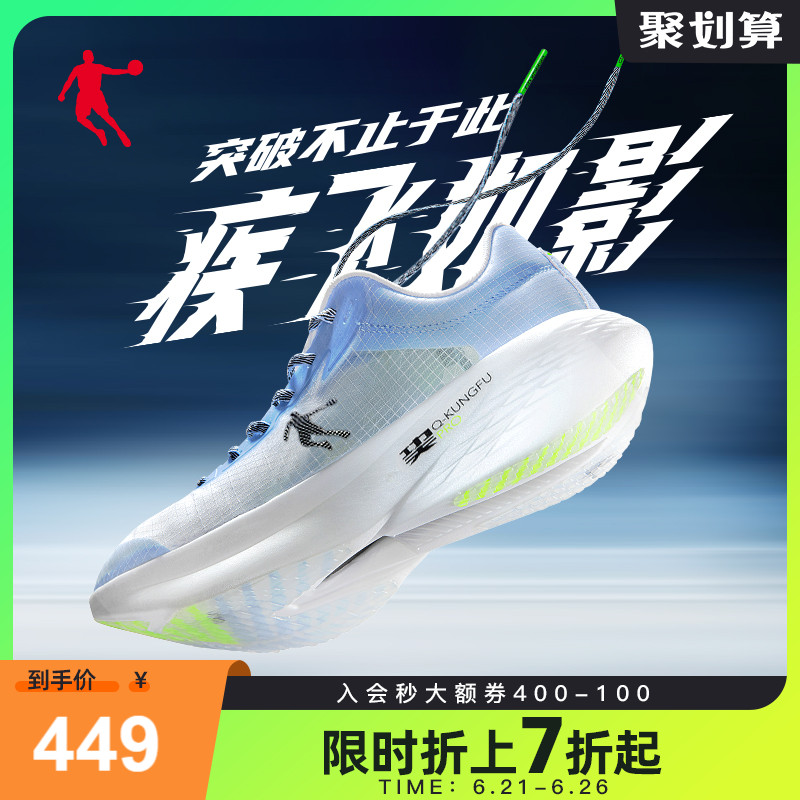 聚划算
突破不止于此
疾飞如影
Q-KUNGFU
PRO
到手价 ¥
449
入会秒大额券400-100
限时折上7折起
TIME: 6.21-6.26